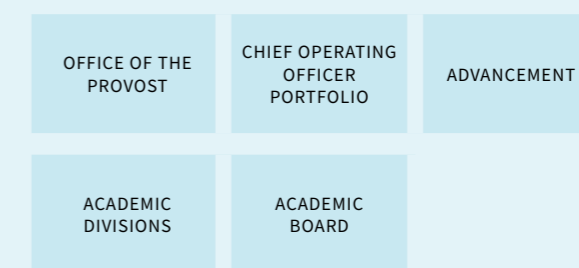 OFFICE OF THE
PROVOST
CHIEF OPERATING
OFFICER
PORTFOLIO
ADVANCEMENT
ACADEMIC
DIVISIONS
ACADEMIC
BOARD